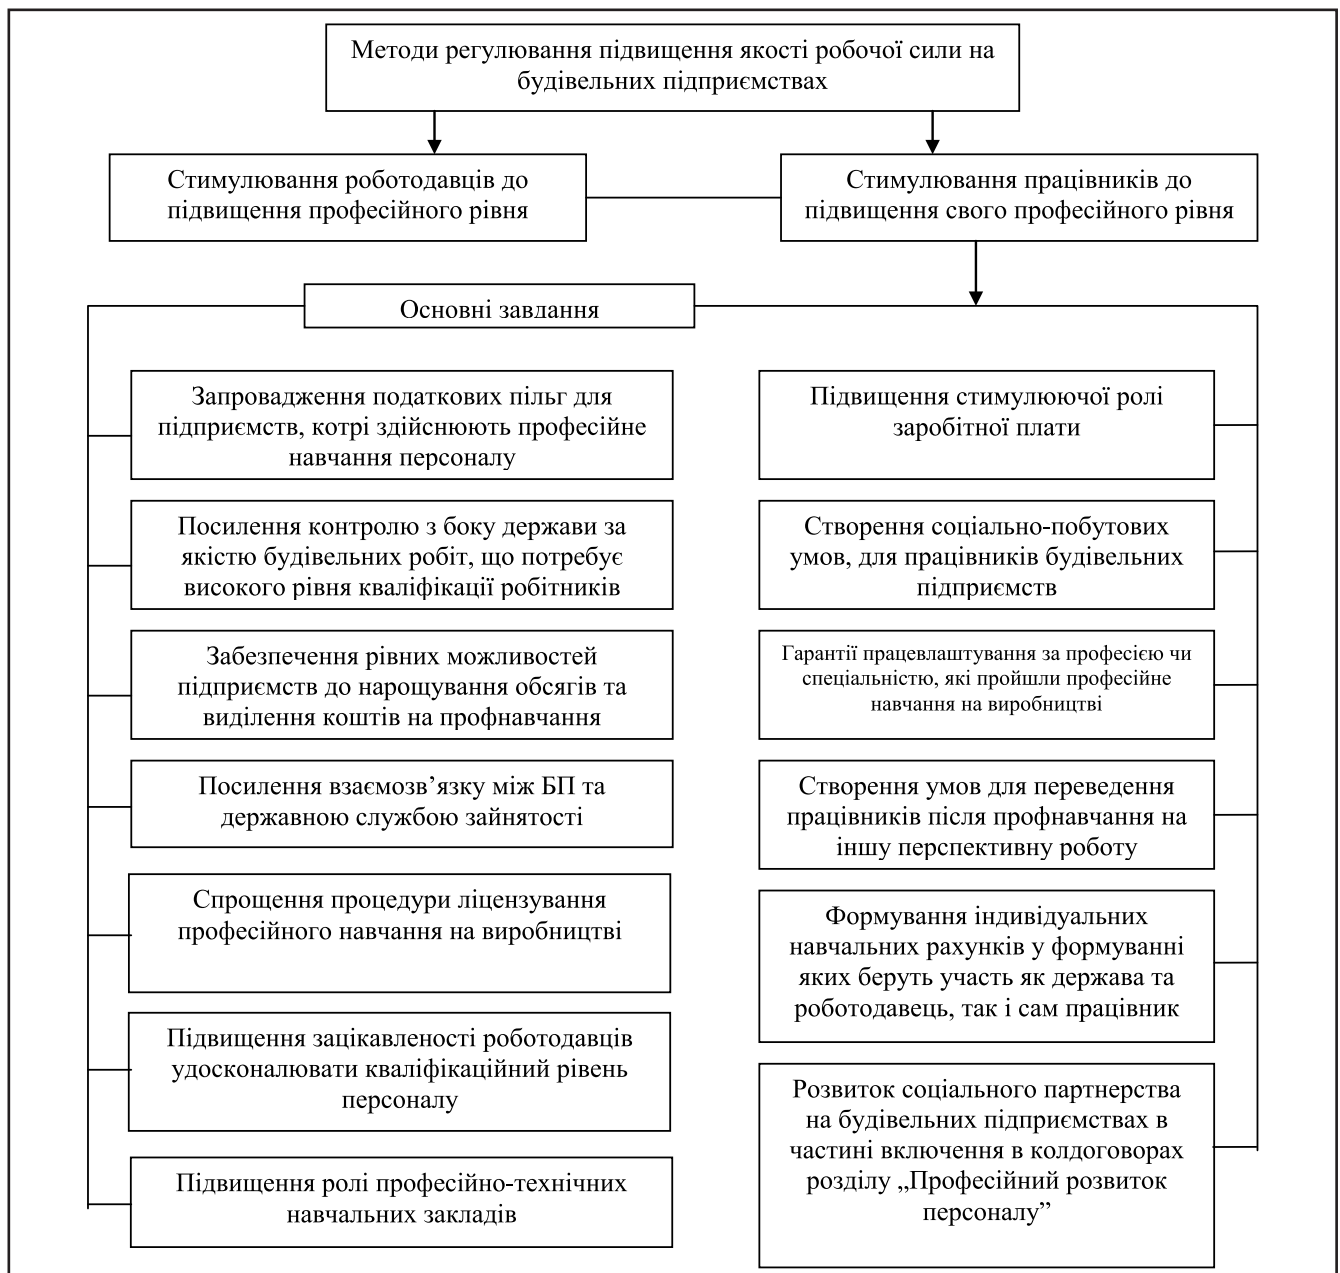 Методи регулювання підвищення якості робочої сили на
будівельних підприємствах
Стимулювання роботодавців до
підвищення професійного рівня
Стимулювання працівників до
підвищення свого професійного рівня
Основні завдання
Запровадження податкових пільг для
підприємств, котрі здійснюють професійне
навчання персоналу
Посилення контролю з боку держави за
якістю будівельних робіт, що потребує
високого рівня кваліфікації робітників
Забезпечення рівних можливостей
підприємств до нарощування обсягів та
виділення коштів на профнавчання
Посилення взаємозв’язку між БП та
державною службою зайнятості
Спрощення процедури ліцензування
професійного навчання на виробництві
Підвищення зацікавленості роботодавців
удосконалювати кваліфікаційний рівень
персоналу
Підвищення ролі професійно-технічних
навчальних закладів
Підвищення стимулюючої ролі
заробітної плати
Створення соціально-побутових
умов, для працівників будівельних
підприємств
Гарантії працевлаштування за професією чи
спеціальністю, які пройшли професійне
навчання на виробництві
Створення умов для переведення
працівників після профнавчання на
іншу перспективну роботу
Формування індивідуальних
навчальних рахунків у формуванні
яких беруть участь як держава та
роботодавець, так і сам працівник
Розвиток соціального партнерства
на будівельних підприємствах в
частині включення в колдоговорах
розділу „Професійний розвиток
персоналу”